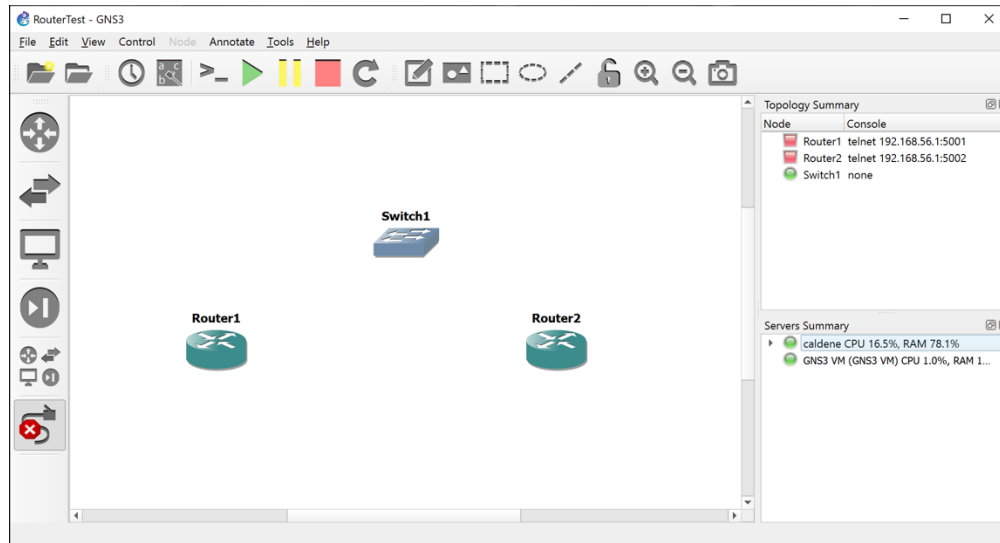 RouterTest - GNS3
File Edit View Control Node Annotate Tools Help
Topology Summary
Node Console
Router1 telnet 192.168.56.1:5001
Router2 telnet 192.168.56.1:5002
Switch1 none
Switch1
Router1
Router2
Servers Summary
caldene CPU 16.5%, RAM 78.1%
GNS3 VM (GNS3 VM) CPU 1.0%, RAM 1...